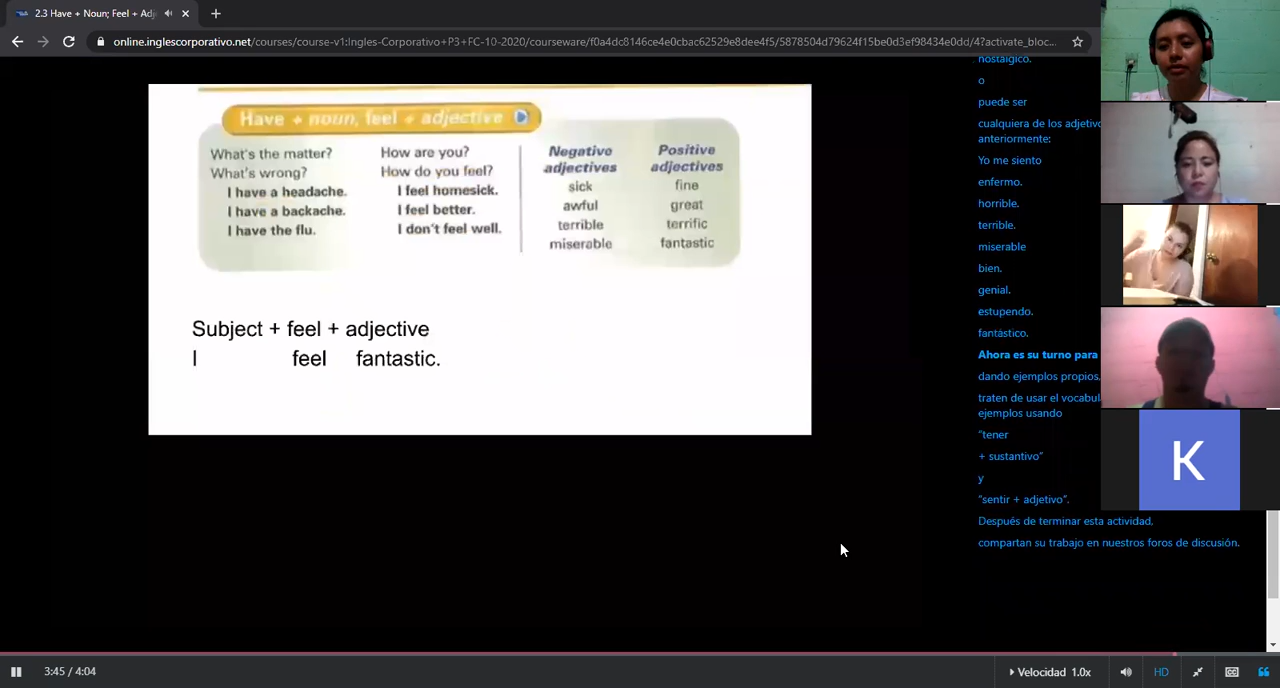 2.3 Have + Noun; Feel + Adj
online.inglescorporativo.net/courses/course-v1:Ingles-Corporativo+P3+FC-10-2020/courseware/f0a4dc8146ce4e0cbac62529e8dee4f5/5878504d79624f15be0d3ef98434e0dd/4?activate_bloc...
Have + noun, feel + adjective
What's the matter?
What's wrong?
I have a headache.
I have a backache.
I have the flu.
How are you?
How do you feel?
I feel homesick.
I feel better.
I don't feel well.
Negative
adjectives
sick
awful
terrible
miserable
Positive
adjectives
fine
great
terrific
fantastic
Subject + feel + adjective
I feel fantastic.
nostálgico.
o
puede ser
cualquiera de los adjetivo
anteriormente:
Yo me siento
enfermo.
horrible.
terrible.
miserable
bien.
genial.
estupendo.
fantástico.
Ahora es su turno para
dando ejemplos propios,
traten de usar el vocabul
ejemplos usando
"tener
+ sustantivo"
y
"sentir + adjetivo".
Después de terminar esta actividad,
compartan su trabajo en nuestros foros de discusión.
K
3:45 / 4:04
Velocidad 1.0x
HD
CC